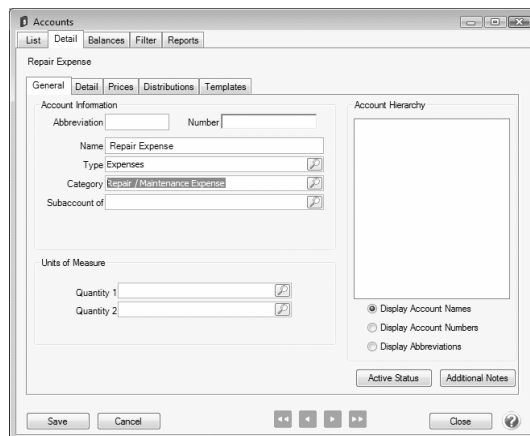 Accounts
List Detail Balances Filter Reports
Repair Expense
General Detail Prices Distributions Templates
Account Information
Abbreviation Number
Name Repair Expense
Type Expenses
Category Repair / Maintenance Expense
Subaccount of
Units of Measure
Quantity 1
Quantity 2
Account Hierarchy
Display Account Names
Display Account Numbers
Display Abbreviations
Active Status Additional Notes
Save Cancel Close ?